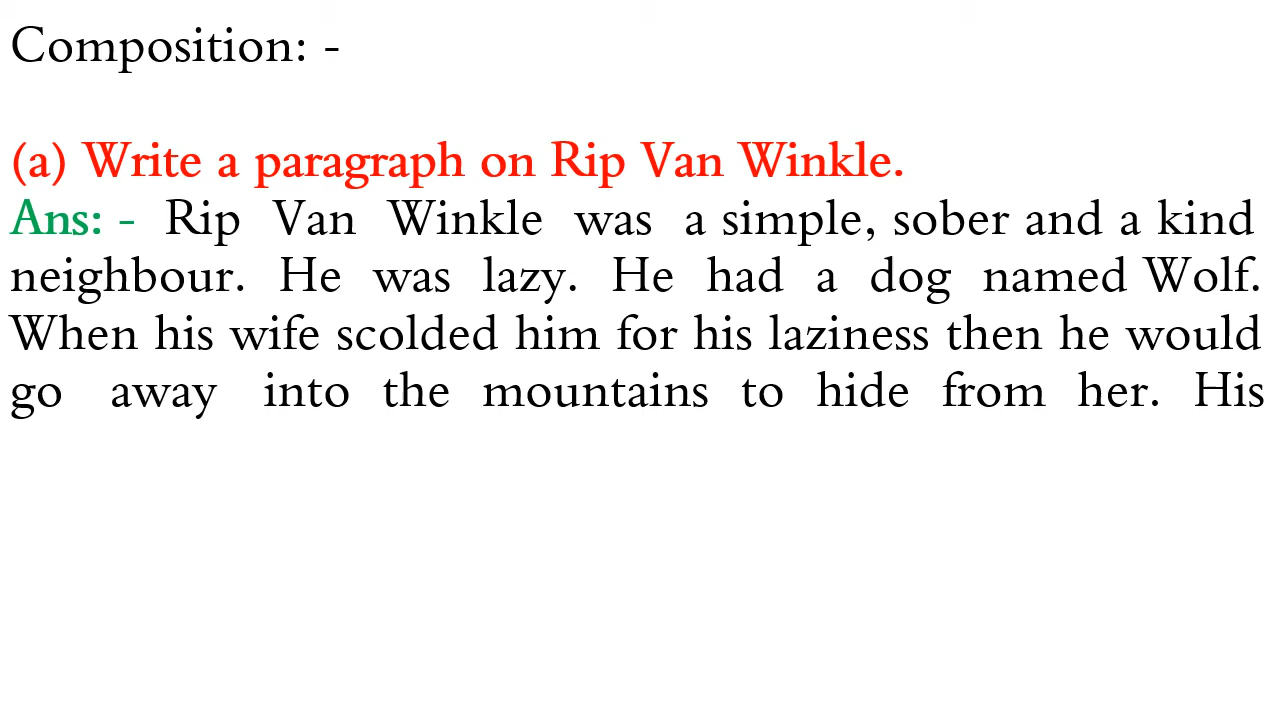 Composition: -
(a) Write a paragraph on Rip Van Winkle.
Ans: - Rip Van Winkle was a simple, sober and a kind
neighbour. He was lazy. He had a dog named Wolf.
When his wife scolded him for his laziness then he would
go away into the mountains to hide from her. His